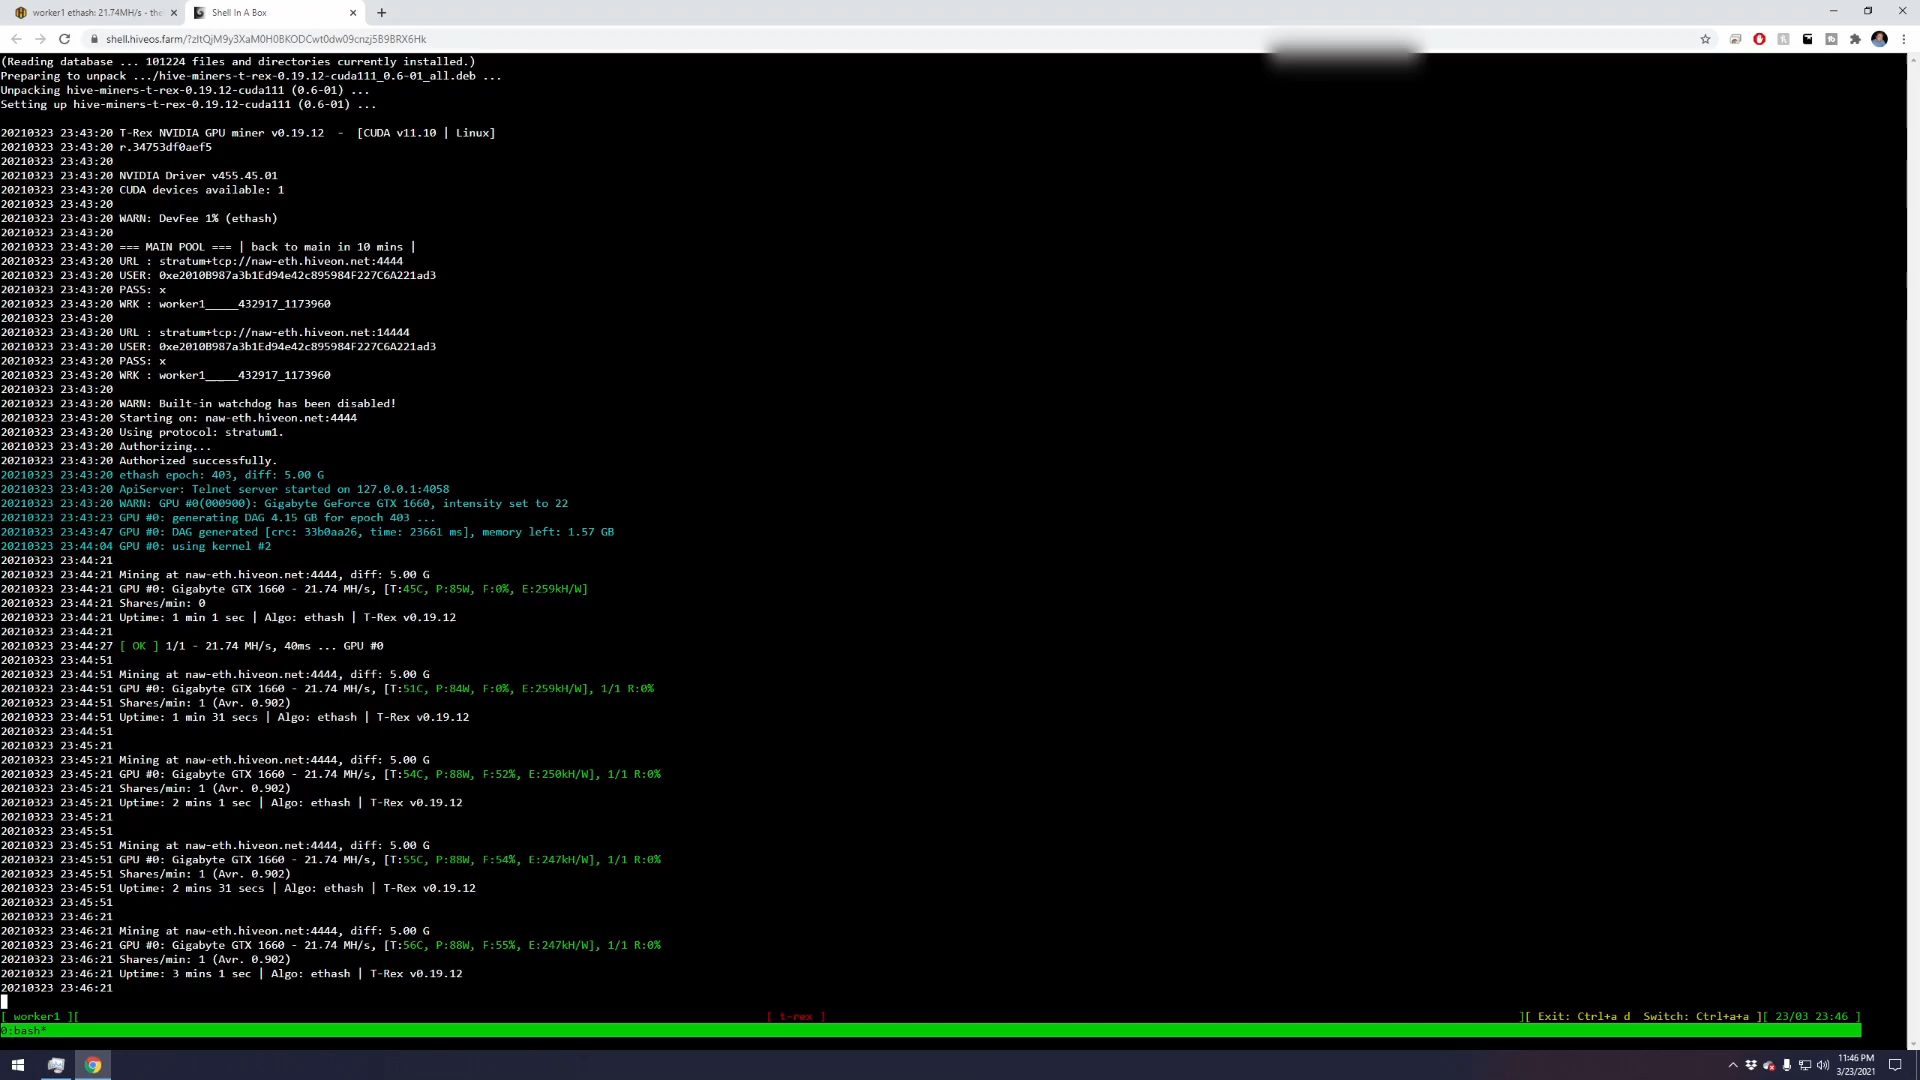 worker1 ethash: 21.74MH/s - the
Shell In A Box
shell.hiveos.farm/?zItQjM9y3XaM0H0BKODCwt0dw09cnzj5B9BRX6Hk
(Reading database ... 101224 files and directories currently installed.)
Preparing to unpack .../hive-miners-t-rex-0.19.12-cuda111_0.6-01_all.deb ...
Unpacking hive-miners-t-rex-0.19.12-cuda111 (0.6-01) ...
Setting up hive-miners-t-rex-0.19.12-cuda111 (0.6-01) ...
20210323 23:43:20 T-Rex NVIDIA GPU miner v0.19.12  -  [CUDA v11.10 | Linux]
20210323 23:43:20 r.34753df0aef5
20210323 23:43:20
20210323 23:43:20 NVIDIA Driver v455.45.01
20210323 23:43:20 CUDA devices available: 1
20210323 23:43:20
20210323 23:43:20 WARN: DevFee 1% (ethash)
20210323 23:43:20
20210323 23:43:20 === MAIN POOL === | back to main in 10 mins |
20210323 23:43:20 URL : stratum+tcp://naw-eth.hiveon.net:4444
20210323 23:43:20 USER: 0xe2010B987a3b1Ed94e42c895984F227C6A221ad3
20210323 23:43:20 PASS: x
20210323 23:43:20 WRK : worker1_____432917_1173960
20210323 23:43:20
20210323 23:43:20 URL : stratum+tcp://naw-eth.hiveon.net:14444
20210323 23:43:20 USER: 0xe2010B987a3b1Ed94e42c895984F227C6A221ad3
20210323 23:43:20 PASS: x
20210323 23:43:20 WRK : worker1_____432917_1173960
20210323 23:43:20
20210323 23:43:20 WARN: Built-in watchdog has been disabled!
20210323 23:43:20 Starting on: naw-eth.hiveon.net:4444
20210323 23:43:20 Using protocol: stratum1.
20210323 23:43:20 Authorizing...
20210323 23:43:20 Authorized successfully.
20210323 23:43:20 ethash epoch: 403, diff: 5.00 G
20210323 23:43:20 ApiServer: Telnet server started on 127.0.0.1:4058
20210323 23:43:20 WARN: GPU #0(000900): Gigabyte GeForce GTX 1660, intensity set to 22
20210323 23:43:23 GPU #0: generating DAG 4.15 GB for epoch 403 ...
20210323 23:43:47 GPU #0: DAG generated [crc: 33b0aa26, time: 23661 ms], memory left: 1.57 GB
20210323 23:44:04 GPU #0: using kernel #2
20210323 23:44:21
20210323 23:44:21 Mining at naw-eth.hiveon.net:4444, diff: 5.00 G
20210323 23:44:21 GPU #0: Gigabyte GTX 1660 - 21.74 MH/s, [T:45C, P:85W, F:0%, E:259kH/W]
20210323 23:44:21 Shares/min: 0
20210323 23:44:21 Uptime: 1 min 1 sec | Algo: ethash | T-Rex v0.19.12
20210323 23:44:21
20210323 23:44:27 [ OK ] 1/1 - 21.74 MH/s, 40ms ... GPU #0
20210323 23:44:51
20210323 23:44:51 Mining at naw-eth.hiveon.net:4444, diff: 5.00 G
20210323 23:44:51 GPU #0: Gigabyte GTX 1660 - 21.74 MH/s, [T:51C, P:84W, F:0%, E:259kH/W], 1/1 R:0%
20210323 23:44:51 Shares/min: 1 (Avr. 0.902)
20210323 23:44:51 Uptime: 1 min 31 secs | Algo: ethash | T-Rex v0.19.12
20210323 23:44:51
20210323 23:45:21
20210323 23:45:21 Mining at naw-eth.hiveon.net:4444, diff: 5.00 G
20210323 23:45:21 GPU #0: Gigabyte GTX 1660 - 21.74 MH/s, [T:54C, P:88W, F:52%, E:250kH/W], 1/1 R:0%
20210323 23:45:21 Shares/min: 1 (Avr. 0.902)
20210323 23:45:21 Uptime: 2 mins 1 sec | Algo: ethash | T-Rex v0.19.12
20210323 23:45:21
20210323 23:45:51
20210323 23:45:51 Mining at naw-eth.hiveon.net:4444, diff: 5.00 G
20210323 23:45:51 GPU #0: Gigabyte GTX 1660 - 21.74 MH/s, [T:55C, P:88W, F:54%, E:247kH/W], 1/1 R:0%
20210323 23:45:51 Shares/min: 1 (Avr. 0.902)
20210323 23:45:51 Uptime: 2 mins 31 secs | Algo: ethash | T-Rex v0.19.12
20210323 23:45:51
20210323 23:46:21
20210323 23:46:21 Mining at naw-eth.hiveon.net:4444, diff: 5.00 G
20210323 23:46:21 GPU #0: Gigabyte GTX 1660 - 21.74 MH/s, [T:56C, P:88W, F:55%, E:247kH/W], 1/1 R:0%
20210323 23:46:21 Shares/min: 1 (Avr. 0.902)
20210323 23:46:21 Uptime: 3 mins 1 sec | Algo: ethash | T-Rex v0.19.12
20210323 23:46:21
[ worker1 ][ [ t-rex ] ][ Exit: Ctrl+a d  Switch: Ctrl+a+a ][ 23/03 23:46 ]
0:bash*
11:46 PM
3/23/2021